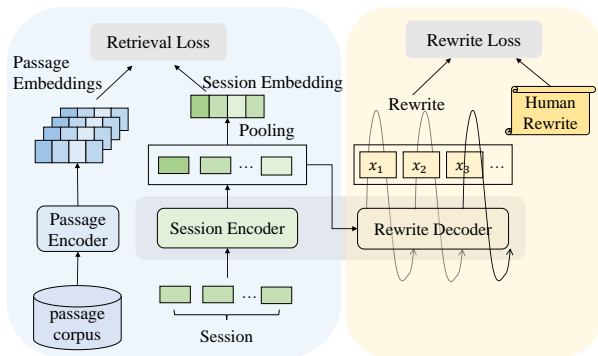 Retrieval Loss
Rewrite Loss
Passage
Embeddings
Session Embedding
Pooling
Rewrite
Human
Rewrite
…
x₁
x₂
x₃
…
Passage
Encoder
Session Encoder
Rewrite Decoder
passage
corpus
…
Session